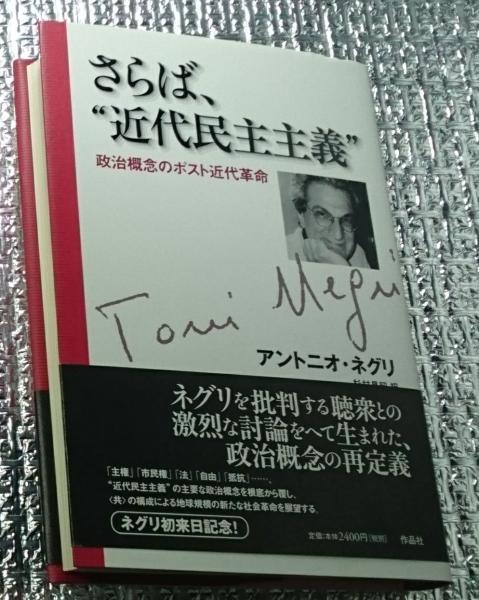 さらば、
“近代民主主義”
政治概念のポスト近代革命
Toni Negri
アントニオ・ネグリ
ネグリを批判する聴衆との
激烈な討論をへて生まれた、
政治概念の再定義
「主権」「市民権」「法」「自由」「抵抗」……、
“近代民主主義”の主要な政治概念を根底から覆し、
〈共〉の構成による地球規模の新たな社会革命を展望する。
ネグリ初来日記念!
定価:本体2400円(税別)
作品社